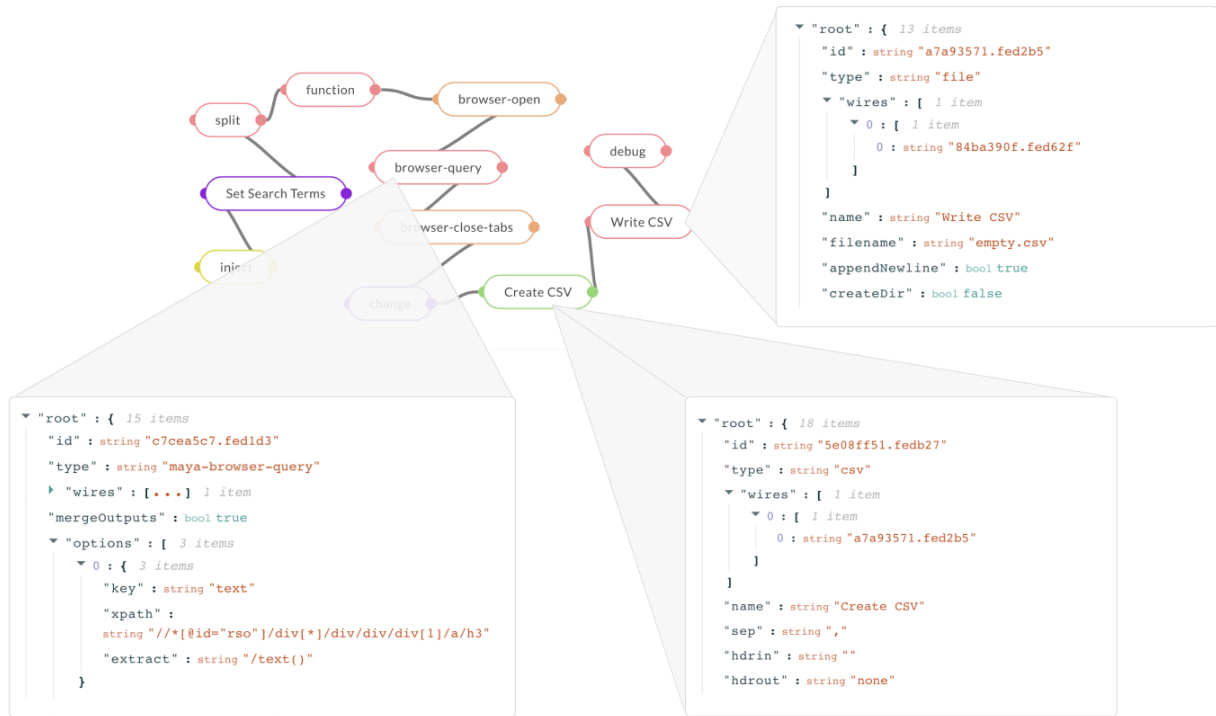 function
browser-open
split
debug
browser-query
Set Search Terms
Write CSV
browser-close-tabs
inject
Create CSV
change
"root" : { 13 items
"id" : string "a7a93571.fed2b5"
"type" : string "file"
"wires" : [ 1 item
0 : [ 1 item
0 : string "84ba390f.fed62f"
]
]
"name" : string "Write CSV"
"filename" : string "empty.csv"
"appendNewline" : bool true
"createDir" : bool false
"root" : { 15 items
"id" : string "c7cea5c7.fed1d3"
"type" : string "maya-browser-query"
"wires" : [...] 1 item
"mergeOutputs" : bool true
"options" : [ 3 items
0 : { 3 items
"key" : string "text"
"xpath" :
string "//*[@id="rso"]/div[*]/div/div/div[1]/a/h3"
"extract" : string "/text()"
}
"root" : { 18 items
"id" : string "5e08ff51.fedb27"
"type" : string "csv"
"wires" : [ 1 item
0 : [ 1 item
0 : string "a7a93571.fed2b5"
]
]
"name" : string "Create CSV"
"sep" : string ","
"hdrin" : string ""
"hdrout" : string "none"